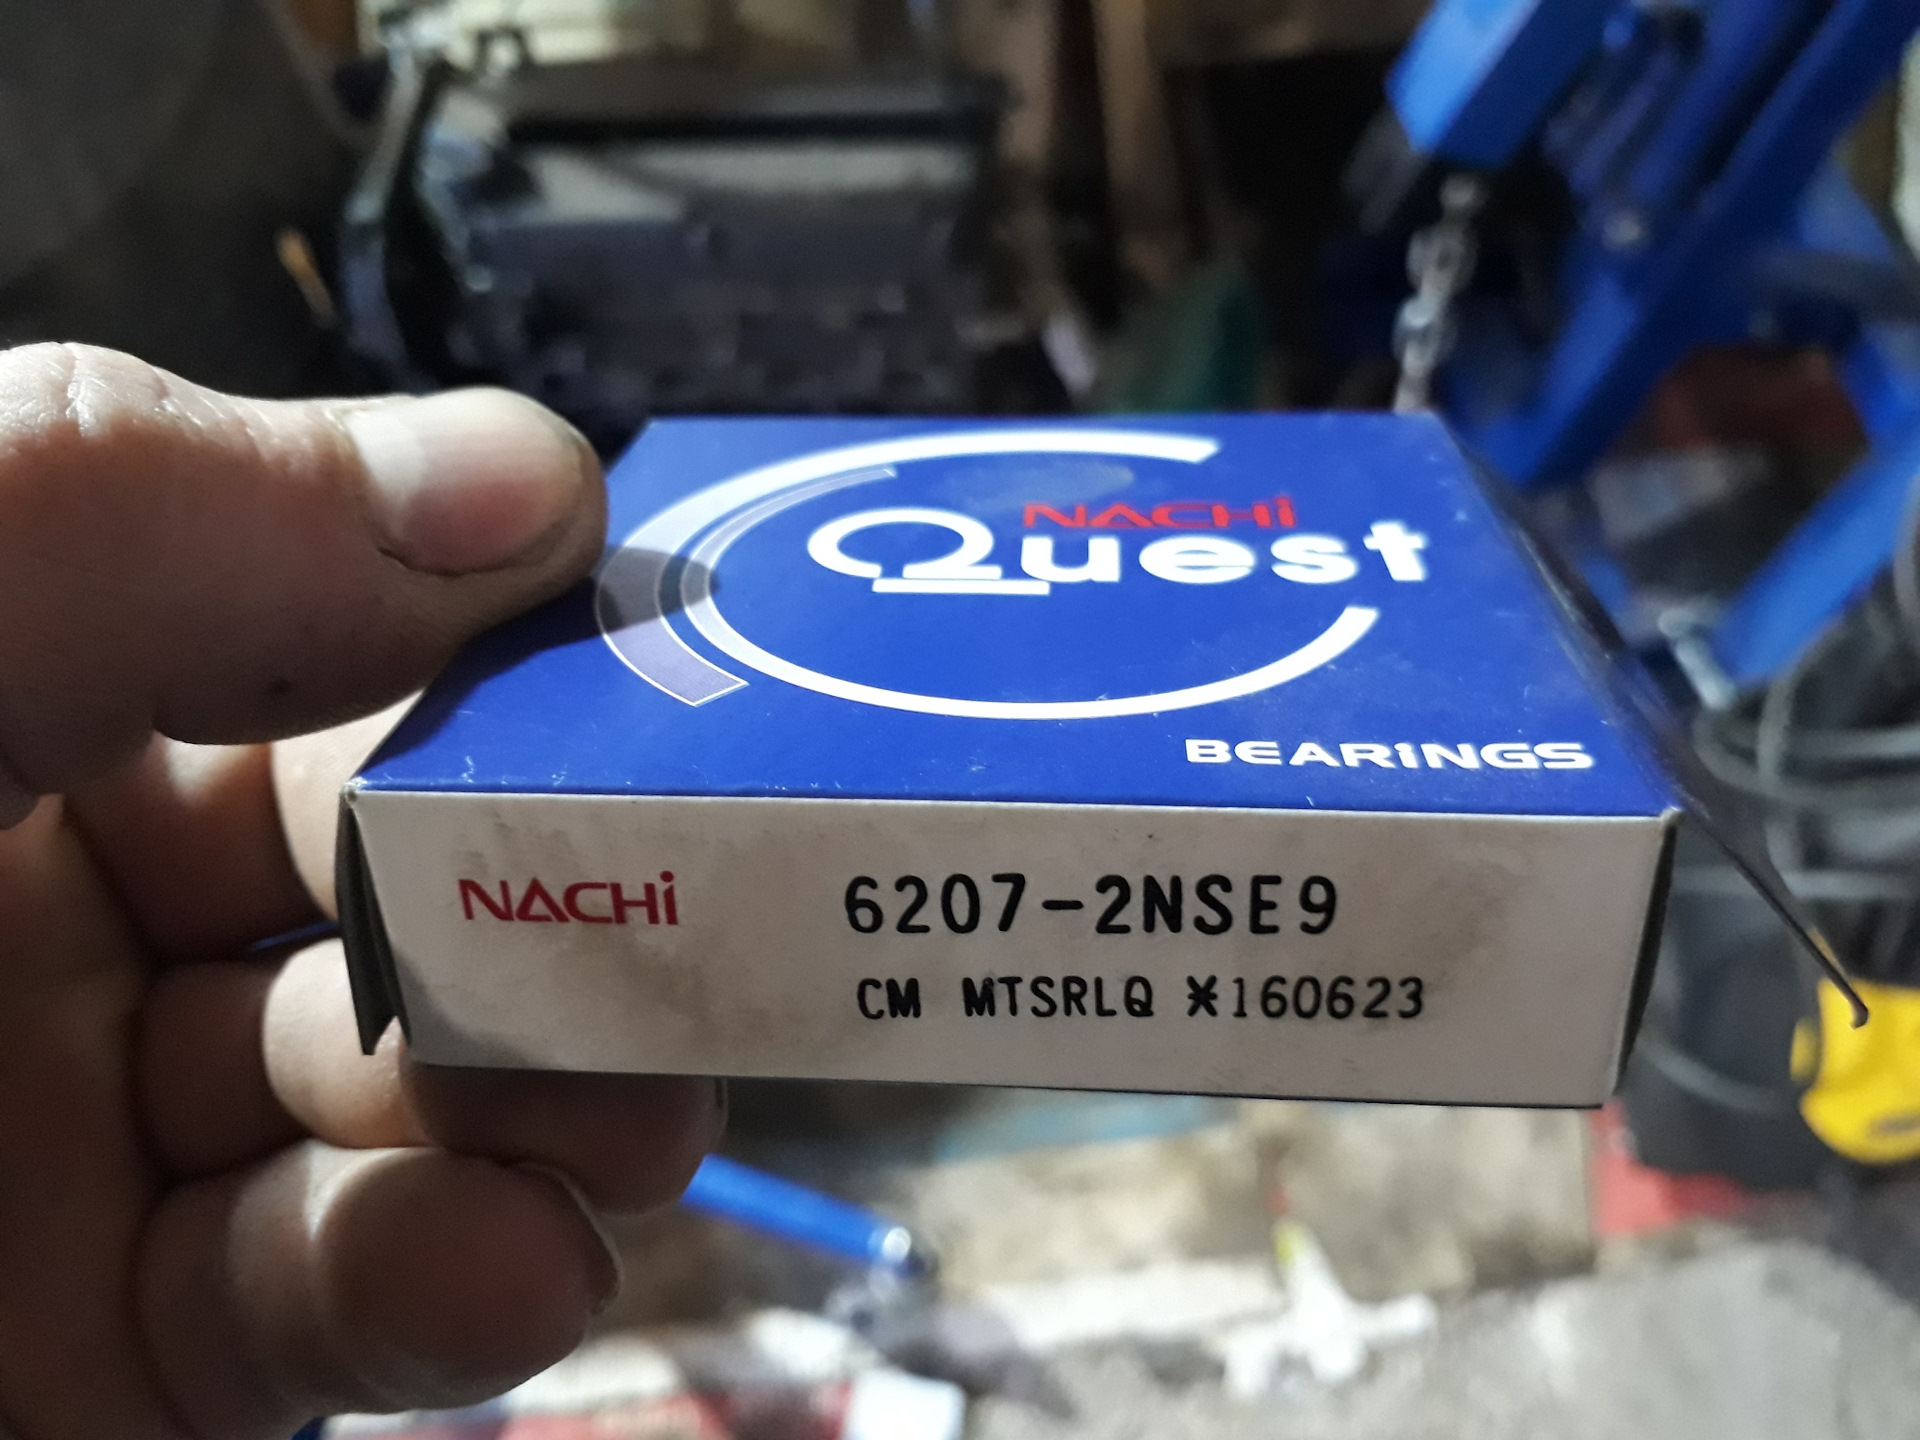 NACHi
Quest
BEARiNGS
NACHi 6207-2NSE9
CM MTSRLQ *160623